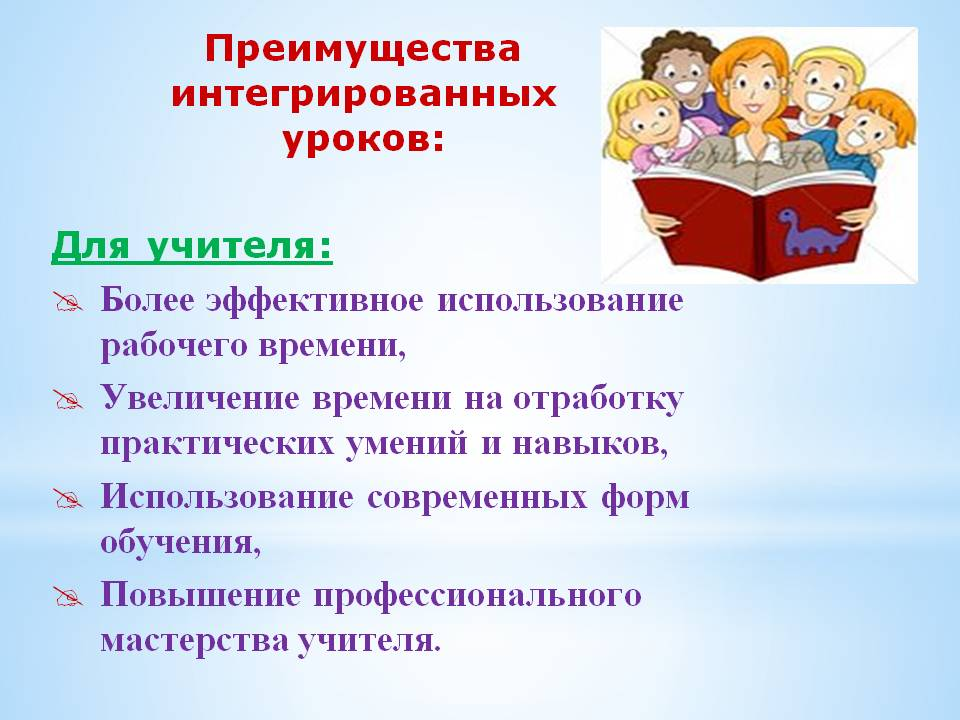 Преимущества
интегрированных
уроков:
Для учителя:
Более эффективное использование
рабочего времени,
Увеличение времени на отработку
практических умений и навыков,
Использование современных форм
обучения,
Повышение профессионального
мастерства учителя.